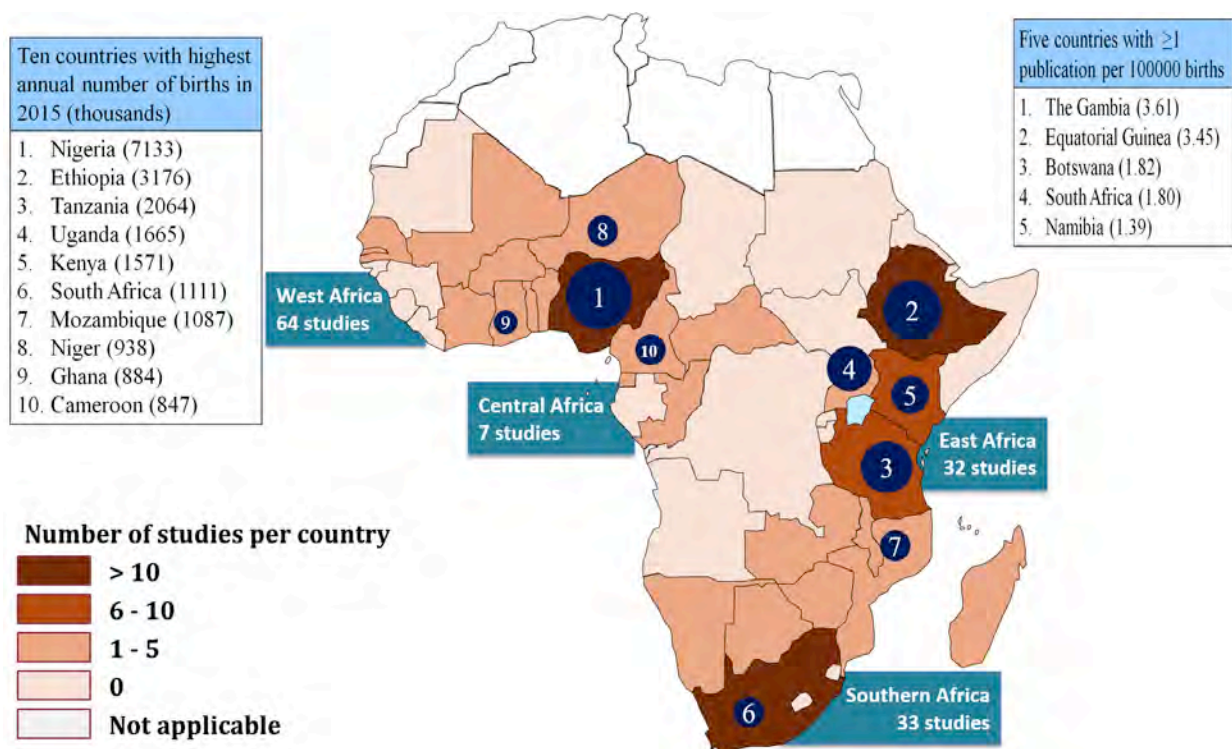 Ten countries with highest
annual number of births in
2015 (thousands)
1. Nigeria (7133)
2. Ethiopia (3176)
3. Tanzania (2064)
4. Uganda (1665)
5. Kenya (1571)
6. South Africa (1111)
7. Mozambique (1087)
8. Niger (938)
9. Ghana (884)
10. Cameroon (847)
Five countries with ≥1
publication per 100000 births
1. The Gambia (3.61)
2. Equatorial Guinea (3.45)
3. Botswana (1.82)
4. South Africa (1.80)
5. Namibia (1.39)
8
West Africa
64 studies
1
2
9
10
4
5
Central Africa
7 studies
East Africa
32 studies
3
7
Southern Africa
33 studies
6
Number of studies per country
> 10
6 - 10
1 - 5
0
Not applicable